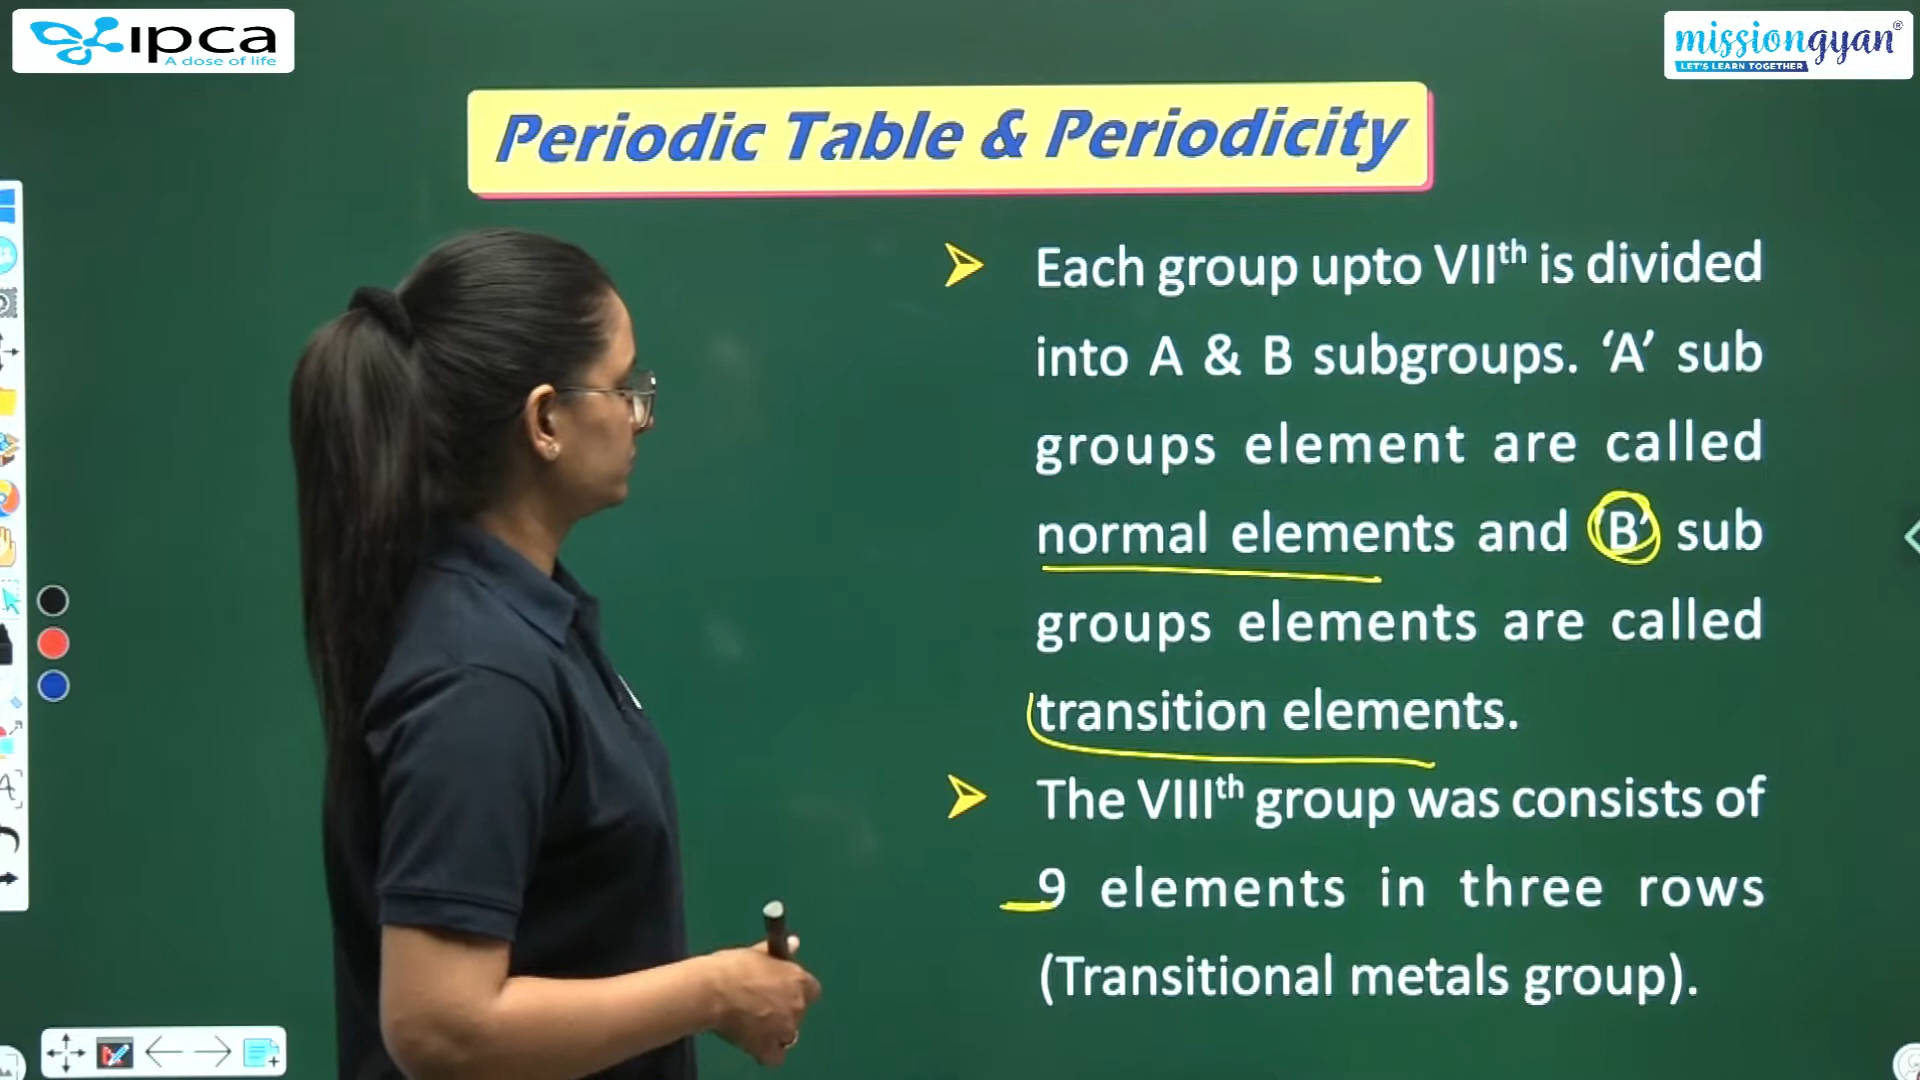 ipca
A dose of life
missiongyan®
LET'S LEARN TOGETHER
Periodic Table & Periodicity
Each group upto VIIth is divided
into A & B subgroups. ‘A’ sub
groups element are called
normal elements and ‘B’ sub
groups elements are called
transition elements.
The VIIIth group was consists of
9 elements in three rows
(Transitional metals group).